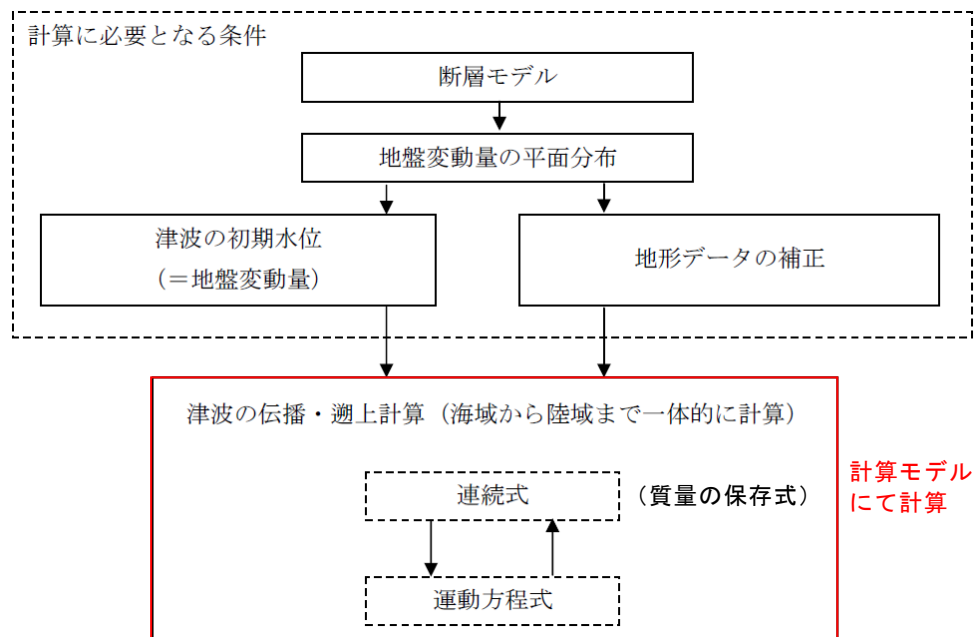 計算に必要となる条件
断層モデル
地盤変動量の平面分布
津波の初期水位
（＝地盤変動量）
地形データの補正
津波の伝播・遡上計算（海域から陸域まで一体的に計算）
連続式
（質量の保存式）
運動方程式
計算モデル
にて計算